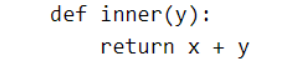 def inner(y):
    return x + y